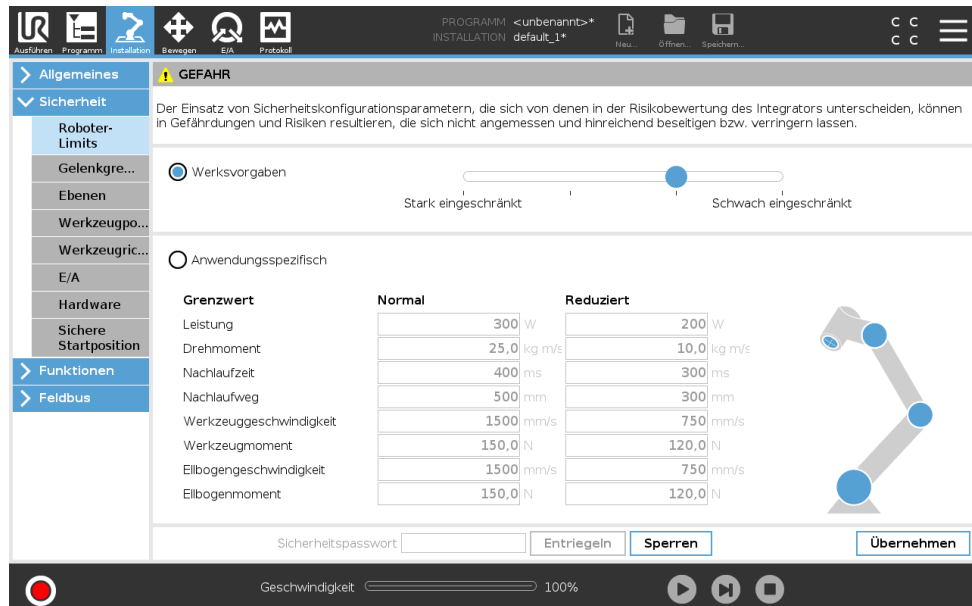 PROGRAMM <unbenannt>*
INSTALLATION default_1*
Ausführen Programm Installation Bewegen E/A Protokoll Neu... Öffnen... Speichern...
C C
C C
Allgemeines
Sicherheit
Roboter-
Limits
Gelenkgre...
Ebenen
Werkzeugpo...
Werkzeugric...
E/A
Hardware
Sichere
Startposition
Funktionen
Feldbus
GEFAHR
Der Einsatz von Sicherheitskonfigurationsparametern, die sich von denen in der Risikobewertung des Integrators unterscheiden, können
in Gefährdungen und Risiken resultieren, die sich nicht angemessen und hinreichend beseitigen bzw. verringern lassen.
Werksvorgaben
Stark eingeschränkt Schwach eingeschränkt
Anwendungsspezifisch
Grenzwert Normal Reduziert
Leistung 300 W 200 W
Drehmoment 25,0 kg m/s 10,0 kg m/s
Nachlaufzeit 400 ms 300 ms
Nachlaufweg 500 mm 300 mm
Werkzeuggeschwindigkeit 1500 mm/s 750 mm/s
Werkzeugmoment 150,0 N 120,0 N
Ellbogengeschwindigkeit 1500 mm/s 750 mm/s
Ellbogenmoment 150,0 N 120,0 N
Sicherheitspasswort Entriegeln Sperren Übernehmen
Geschwindigkeit 100%